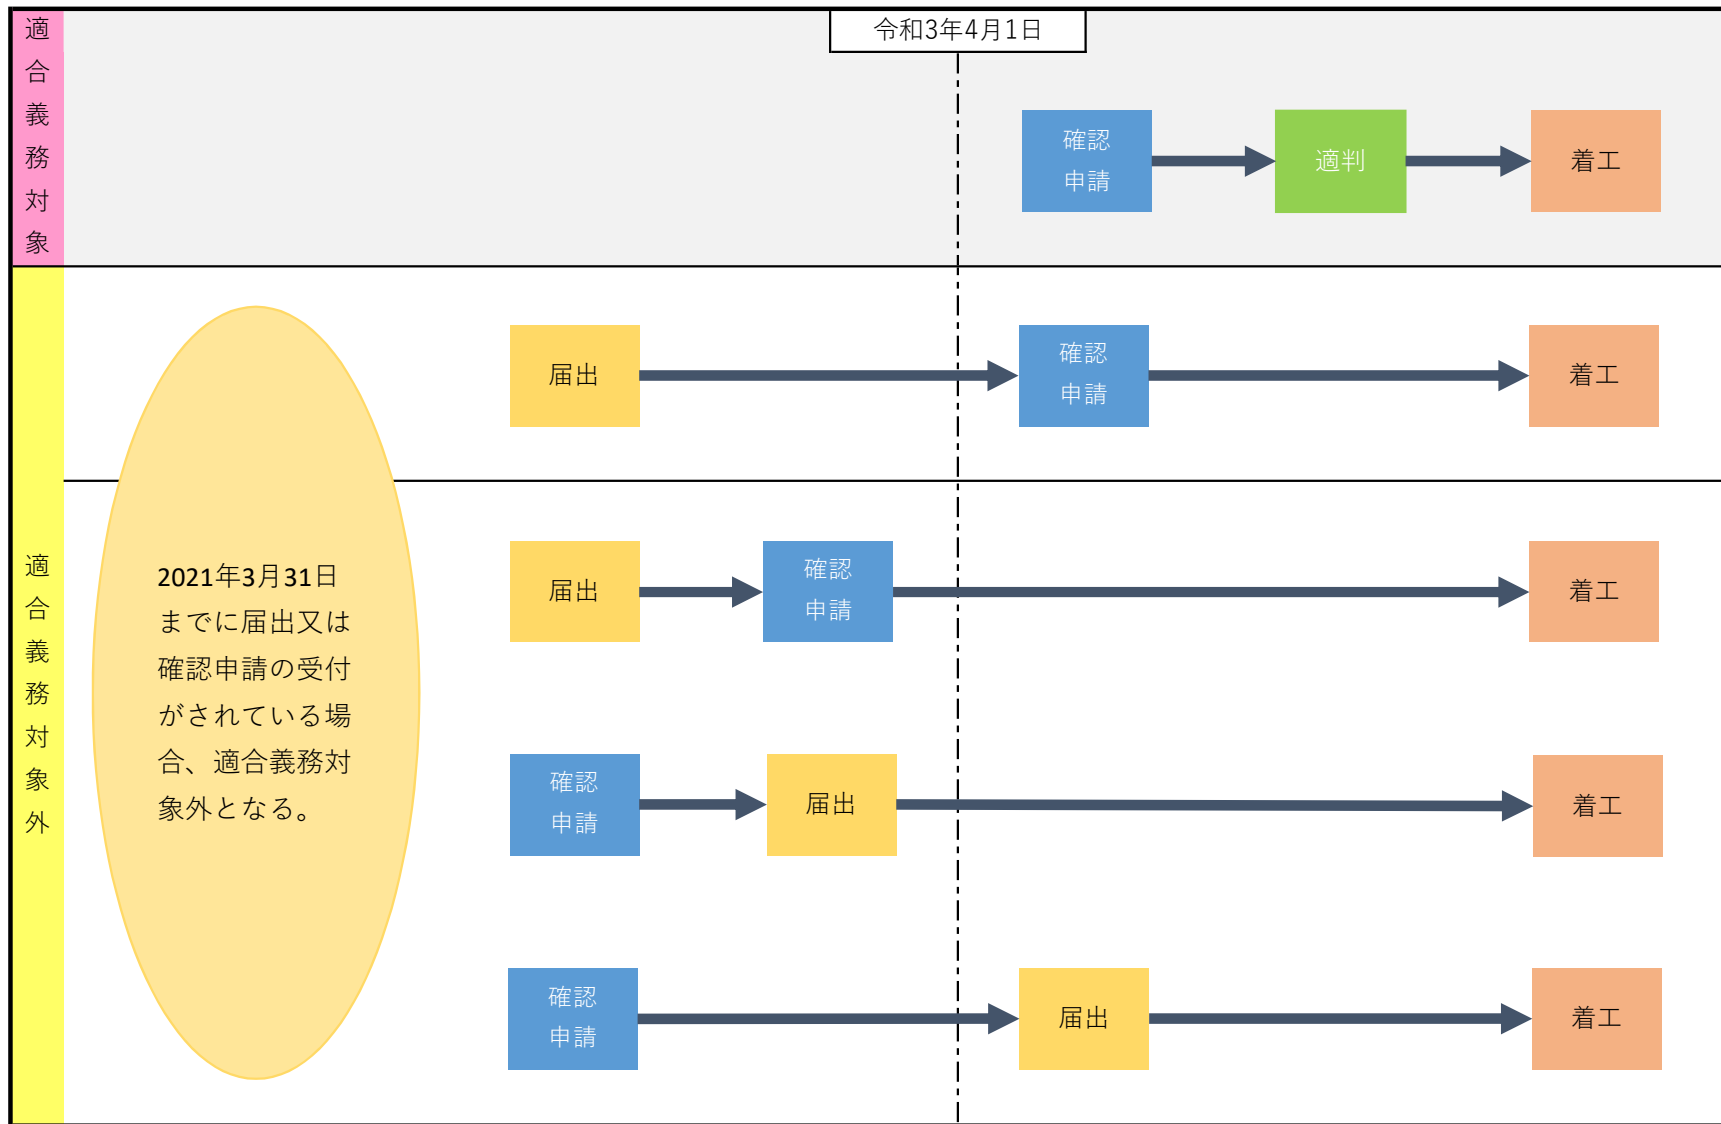 令和3年4月1日
適合義務対象
確認
申請
適判
着工
適合義務対象外
届出
確認
申請
着工
2021年3月31日
までに届出又は
確認申請の受付
がされている場
合、適合義務対
象外となる。
届出
確認
申請
着工
確認
申請
届出
着工
確認
申請
届出
着工